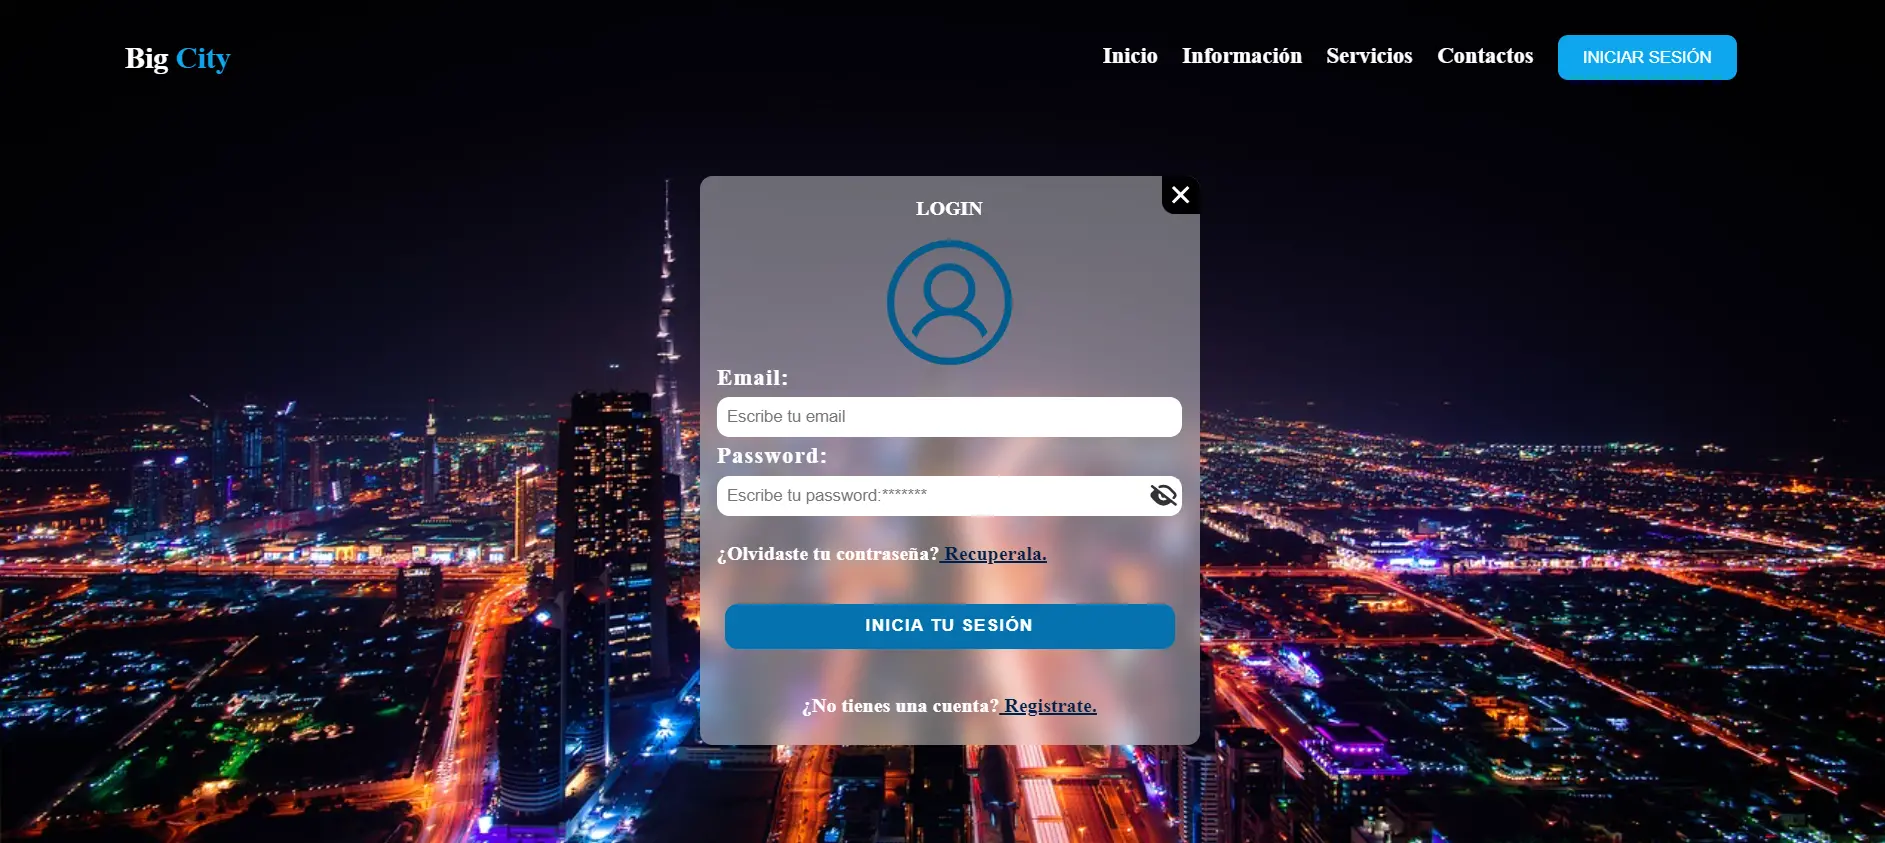 Big City
Inicio Información Servicios Contactos INICIAR SESIÓN
LOGIN
Email:
Escribe tu email
Password:
Escribe tu password:*******
¿Olvidaste tu contraseña? Recuperala.
INICIA TU SESIÓN
¿No tienes una cuenta? Registrate.